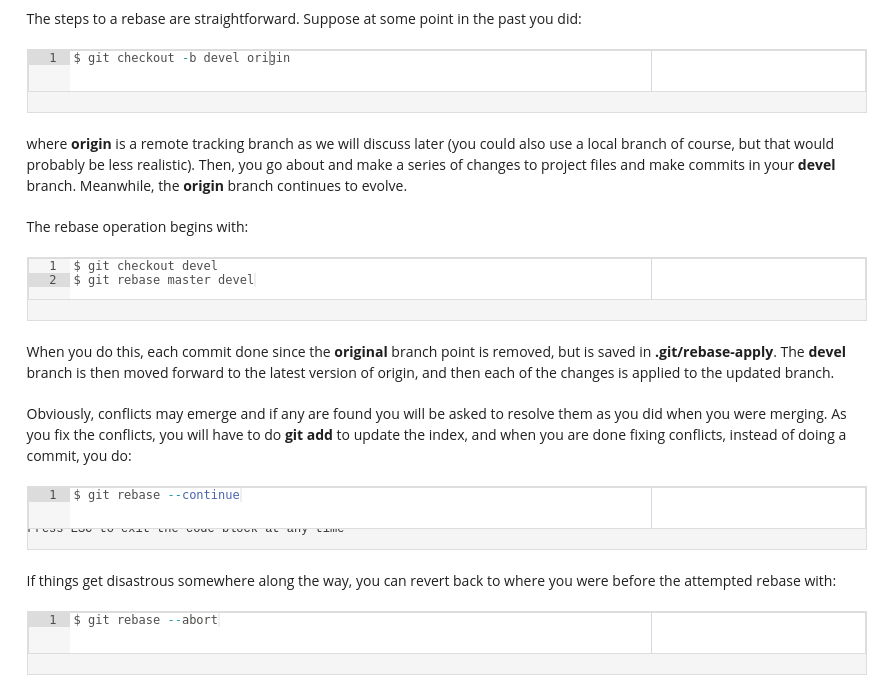 The steps to a rebase are straightforward. Suppose at some point in the past you did:
1 $ git checkout -b devel origin
where origin is a remote tracking branch as we will discuss later (you could also use a local branch of course, but that would
probably be less realistic). Then, you go about and make a series of changes to project files and make commits in your devel
branch. Meanwhile, the origin branch continues to evolve.
The rebase operation begins with:
1 $ git checkout devel
2 $ git rebase master devel
When you do this, each commit done since the original branch point is removed, but is saved in .git/rebase-apply. The devel
branch is then moved forward to the latest version of origin, and then each of the changes is applied to the updated branch.
Obviously, conflicts may emerge and if any are found you will be asked to resolve them as you did when you were merging. As
you fix the conflicts, you will have to do git add to update the index, and when you are done fixing conflicts, instead of doing a
commit, you do:
1 $ git rebase --continue
Press ESC to exit the code block at any time
If things get disastrous somewhere along the way, you can revert back to where you were before the attempted rebase with:
1 $ git rebase --abort